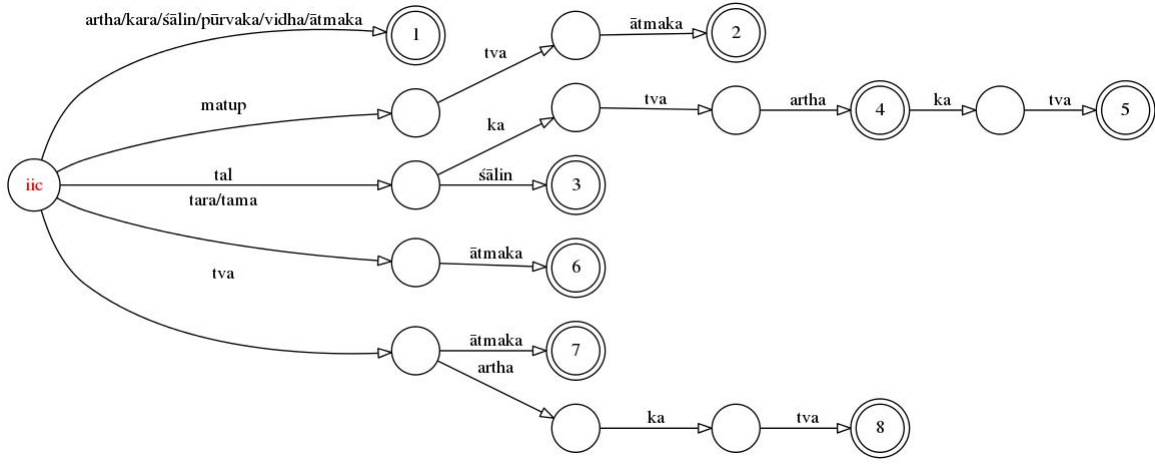 artha/kara/śālin/pūrvaka/vidha/ātmaka
1
tva
ātmaka
2
matup
ka
tva
artha
4
ka
tva
5
iic
tal
śālin
3
tara/tama
ātmaka
6
tva
ātmaka
7
artha
ka
tva
8